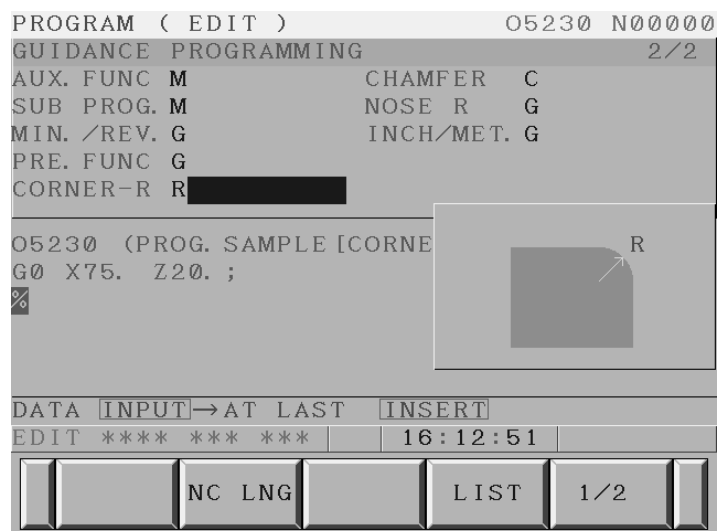 PROGRAM ( EDIT ) O5230 N00000
GUIDANCE PROGRAMMING 2/2
AUX. FUNC M CHAMFER C
SUB PROG. M NOSE R G
MIN. /REV. G INCH/MET. G
PRE. FUNC G
CORNER-R R
O5230 (PROG. SAMPLE [CORNE
R
G0 X75. Z20. ;
%
DATA INPUT→AT LAST INSERT
EDIT **** *** *** 16:12:51
NC LNG LIST 1/2